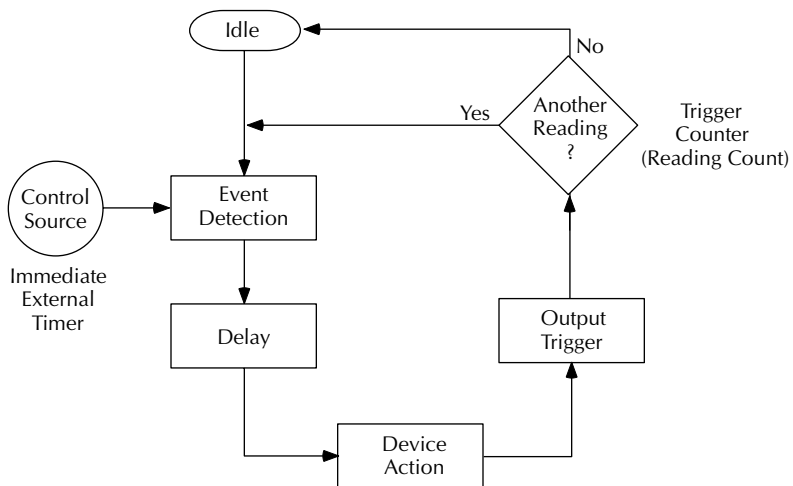 Idle
No
Yes
Another
Reading
?
Trigger
Counter
(Reading Count)
Control
Source
Event
Detection
Immediate
External
Timer
Delay
Output
Trigger
Device
Action